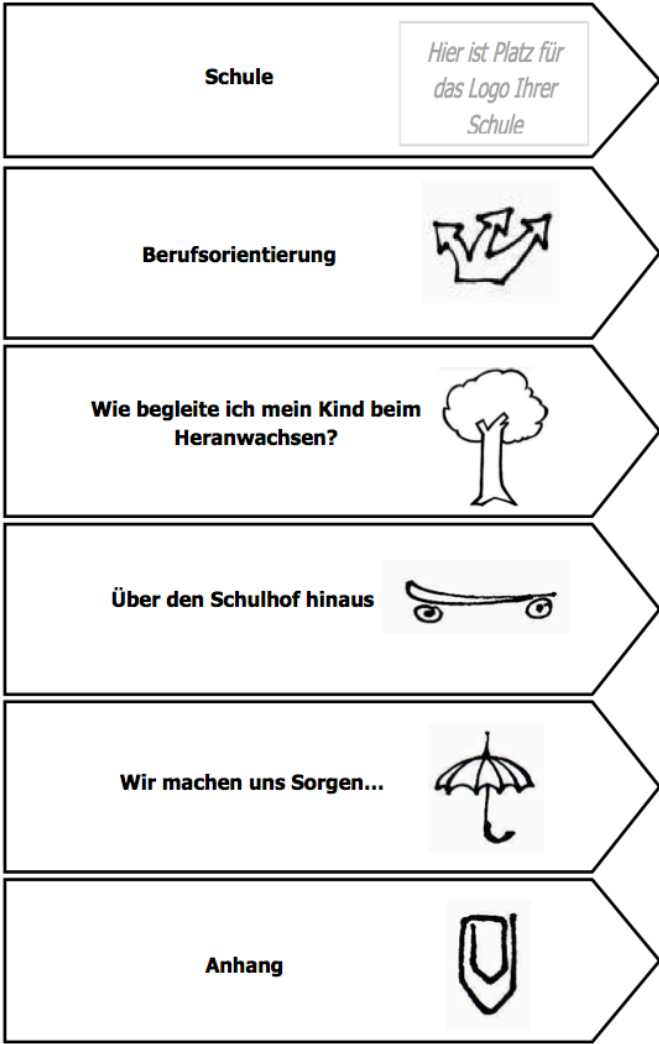 Schule
Hier ist Platz für
das Logo Ihrer
Schule
Berufsorientierung
Wie begleite ich mein Kind beim
Heranwachsen?
Über den Schulhof hinaus
Wir machen uns Sorgen...
Anhang